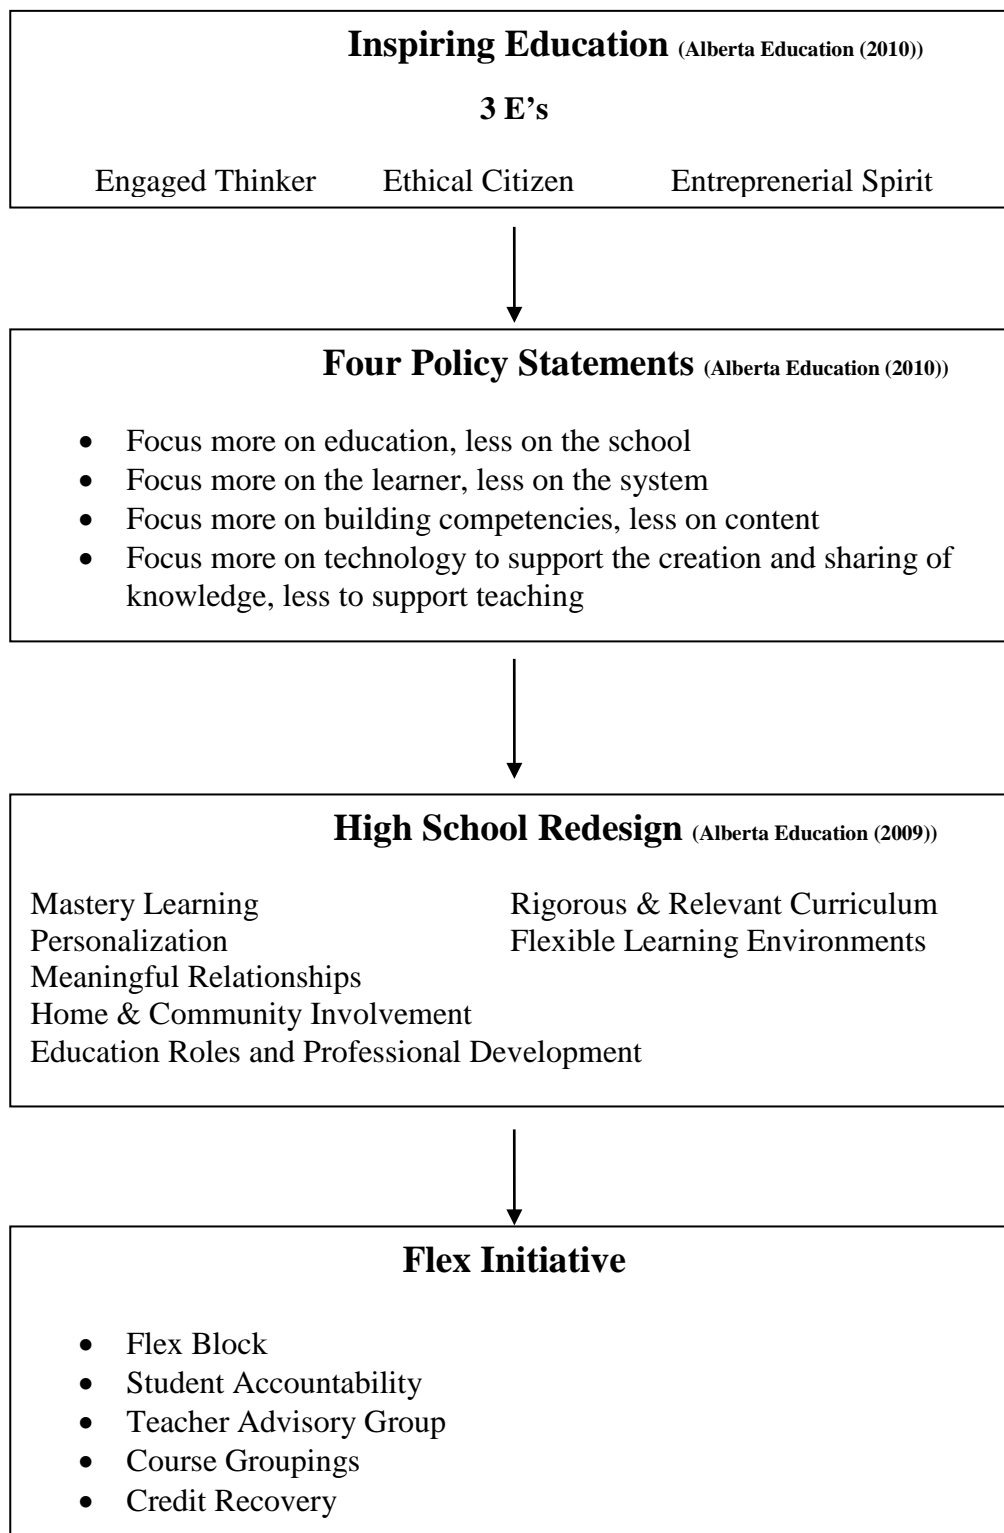 Inspiring Education (Alberta Education (2010))
3 E’s
Engaged Thinker Ethical Citizen Entreprenerial Spirit
Four Policy Statements (Alberta Education (2010))
• Focus more on education, less on the school
• Focus more on the learner, less on the system
• Focus more on building competencies, less on content
• Focus more on technology to support the creation and sharing of
knowledge, less to support teaching
High School Redesign (Alberta Education (2009))
Mastery Learning Rigorous & Relevant Curriculum
Personalization Flexible Learning Environments
Meaningful Relationships
Home & Community Involvement
Education Roles and Professional Development
Flex Initiative
• Flex Block
• Student Accountability
• Teacher Advisory Group
• Course Groupings
• Credit Recovery